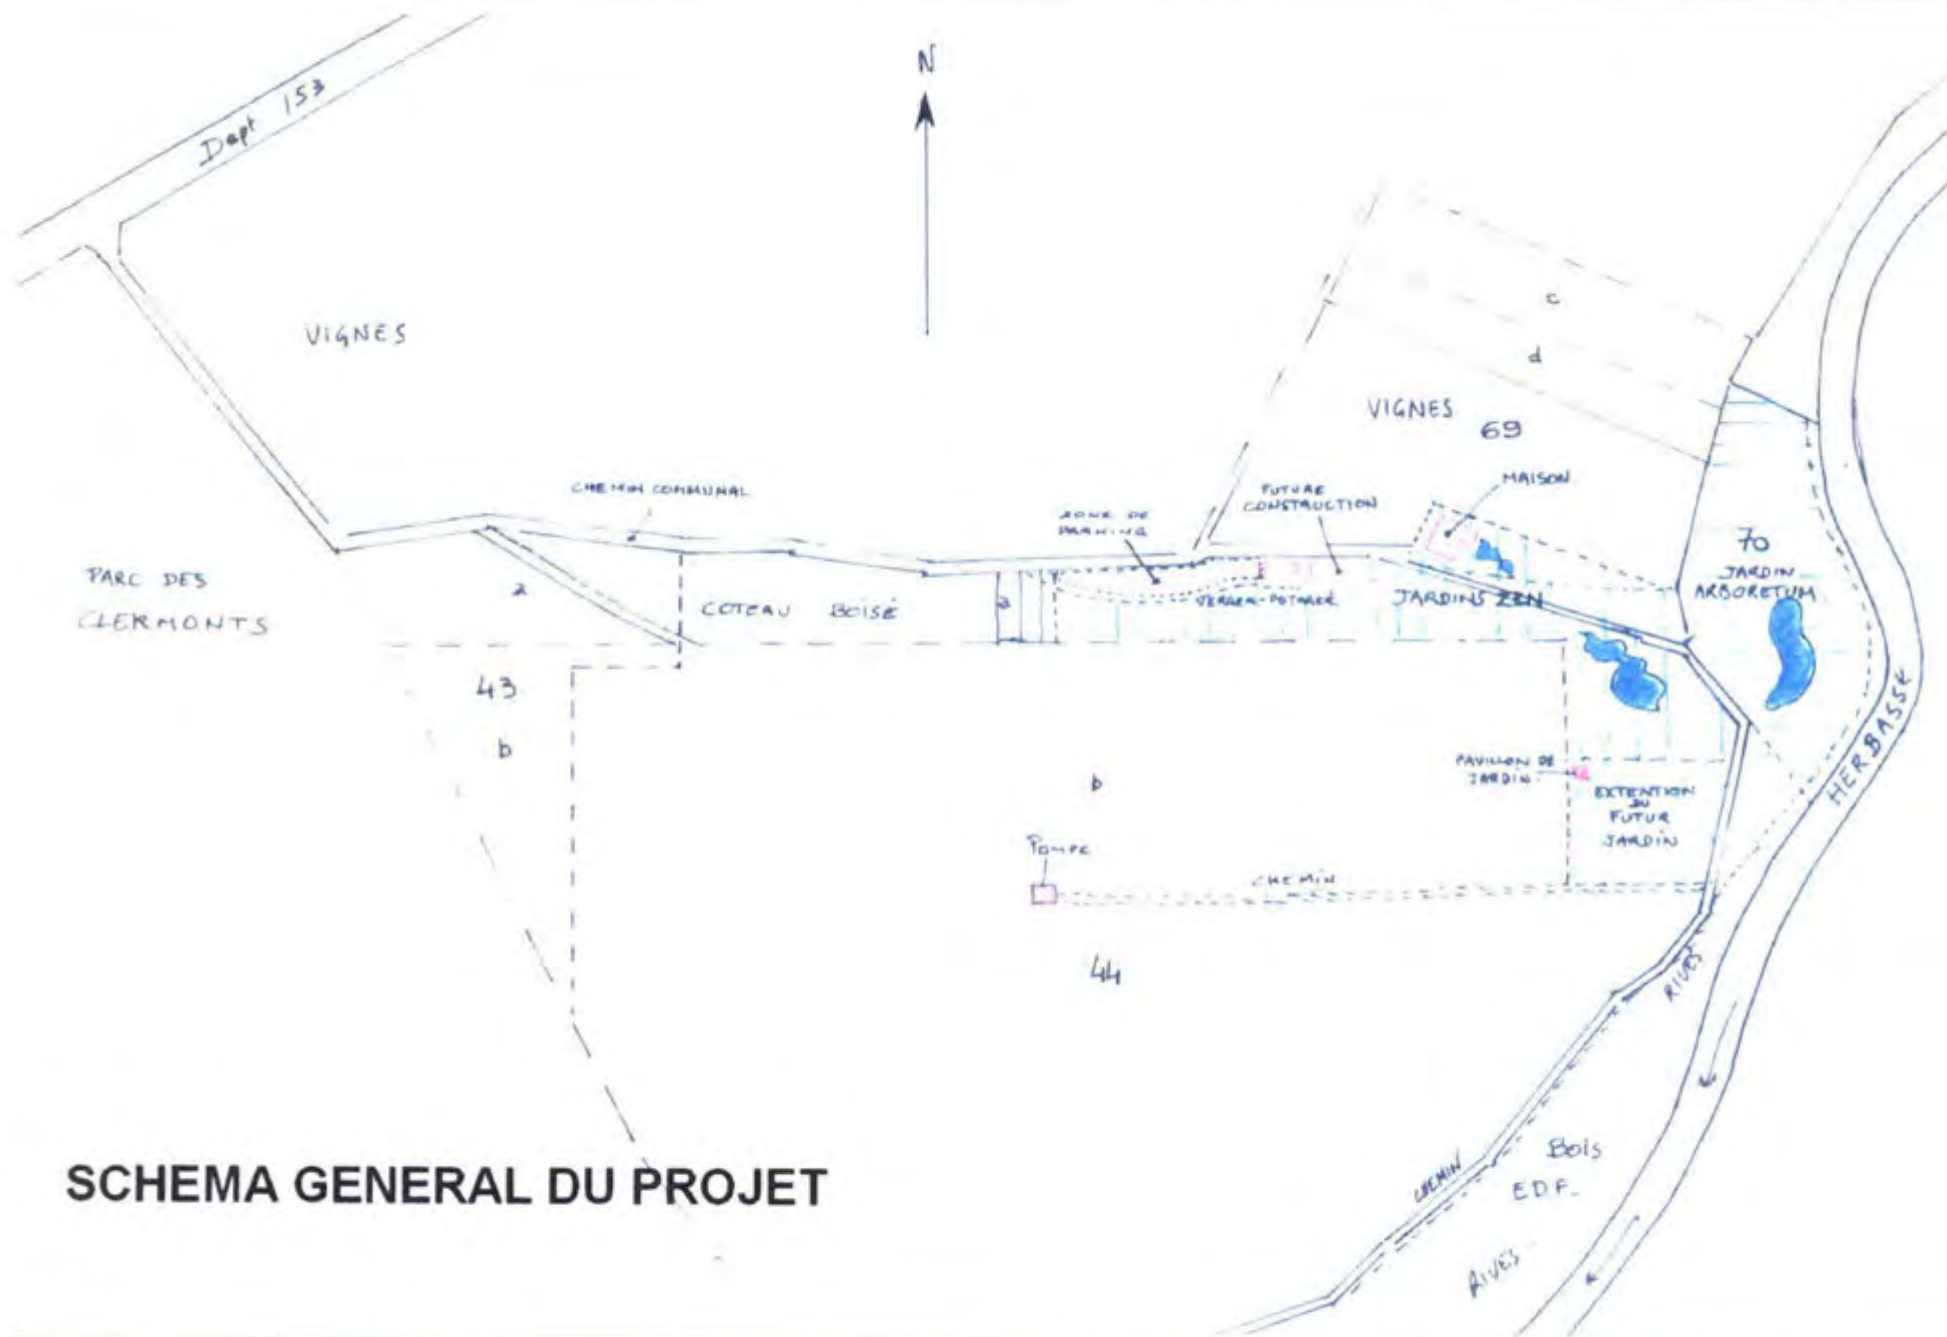 N
Dept 153
VIGNES
c
d
VIGNES
69
CHEMIN COMMUNAL
ZONE DE
PARKING
FUTURE
CONSTRUCTION
MAISON
70
JARDIN
ARBORETUM
PARC DES
CLERMONTS
a
COTEAU BOISÉ
a
VERGER-POTAGER
JARDINS ZEN
43
b
b
PAVILLON DE
JARDIN
EXTENTION
DU
FUTUR
JARDIN
HERBASSE
POMPE
CHEMIN
44
RIVES
CHEMIN
BOIS
EDF.
RIVES
SCHEMA GENERAL DU PROJET